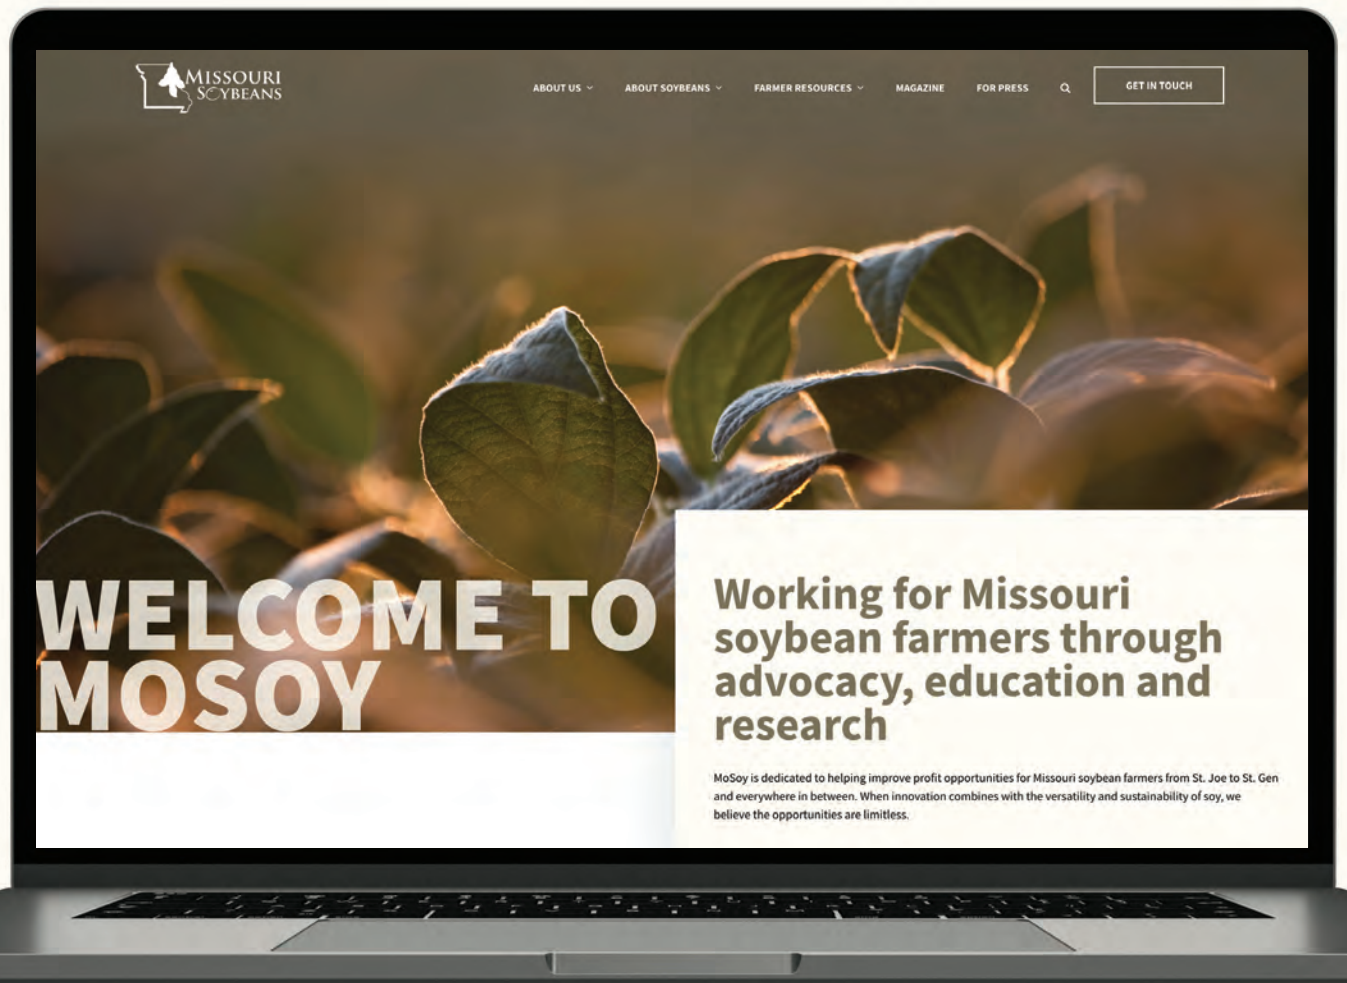 MISSOURI
SOYBEANS
ABOUT US
ABOUT SOYBEANS
FARMER RESOURCES
MAGAZINE
FOR PRESS
GET IN TOUCH
WELCOME TO
MOSOY
Working for Missouri
soybean farmers through
advocacy, education and
research
MoSoy is dedicated to helping improve profit opportunities for Missouri soybean farmers from St. Joe to St. Gen
and everywhere in between. When innovation combines with the versatility and sustainability of soy, we
believe the opportunities are limitless.